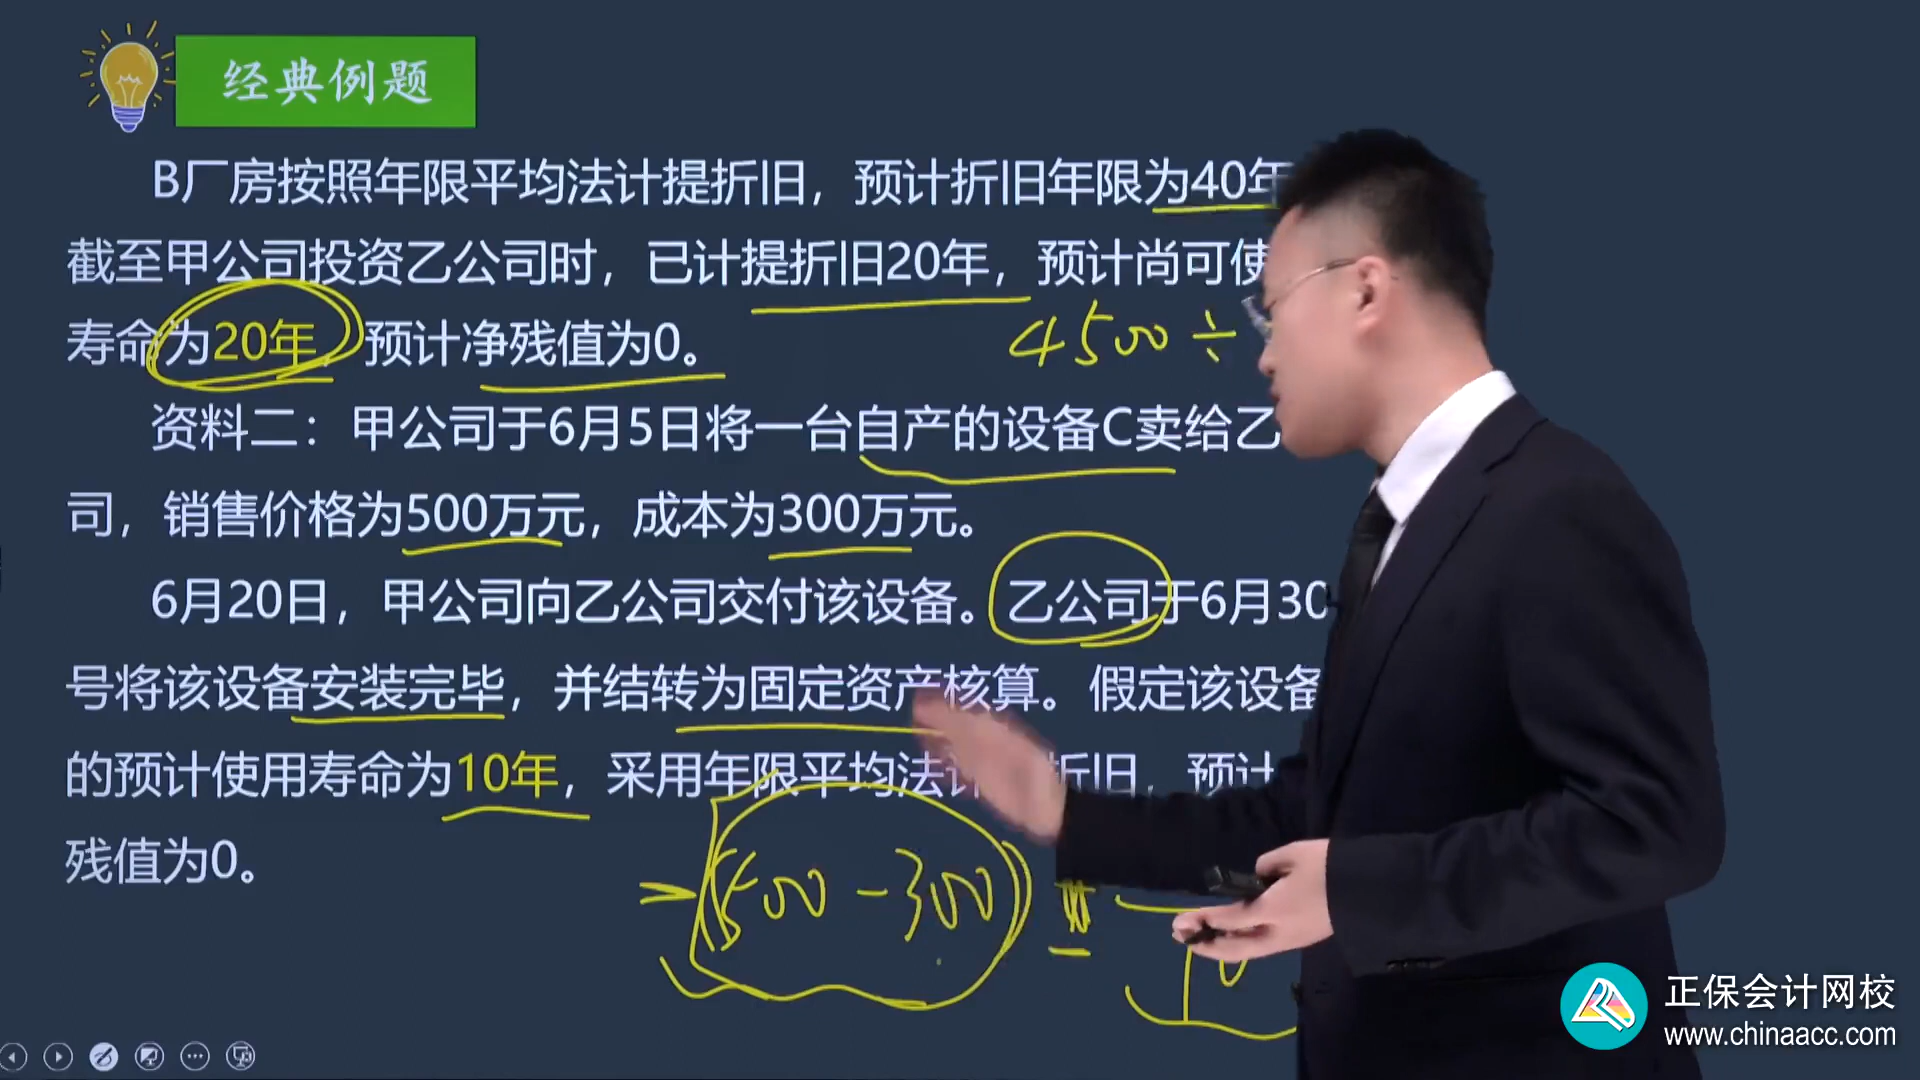 经典例题
B厂房按照年限平均法计提折旧，预计折旧年限为40年
截至甲公司投资乙公司时，已计提折旧20年，预计尚可使
寿命为20年，预计净残值为0。
4500÷
资料二：甲公司于6月5日将一台自产的设备C卖给乙
司，销售价格为500万元，成本为300万元。
6月20日，甲公司向乙公司交付该设备。乙公司于6月30
号将该设备安装完毕，并结转为固定资产核算。假定该设备
的预计使用寿命为10年，采用年限平均法计折旧，预计
残值为0。
-(500-300)
10
正保会计网校
www.chinaacc.com